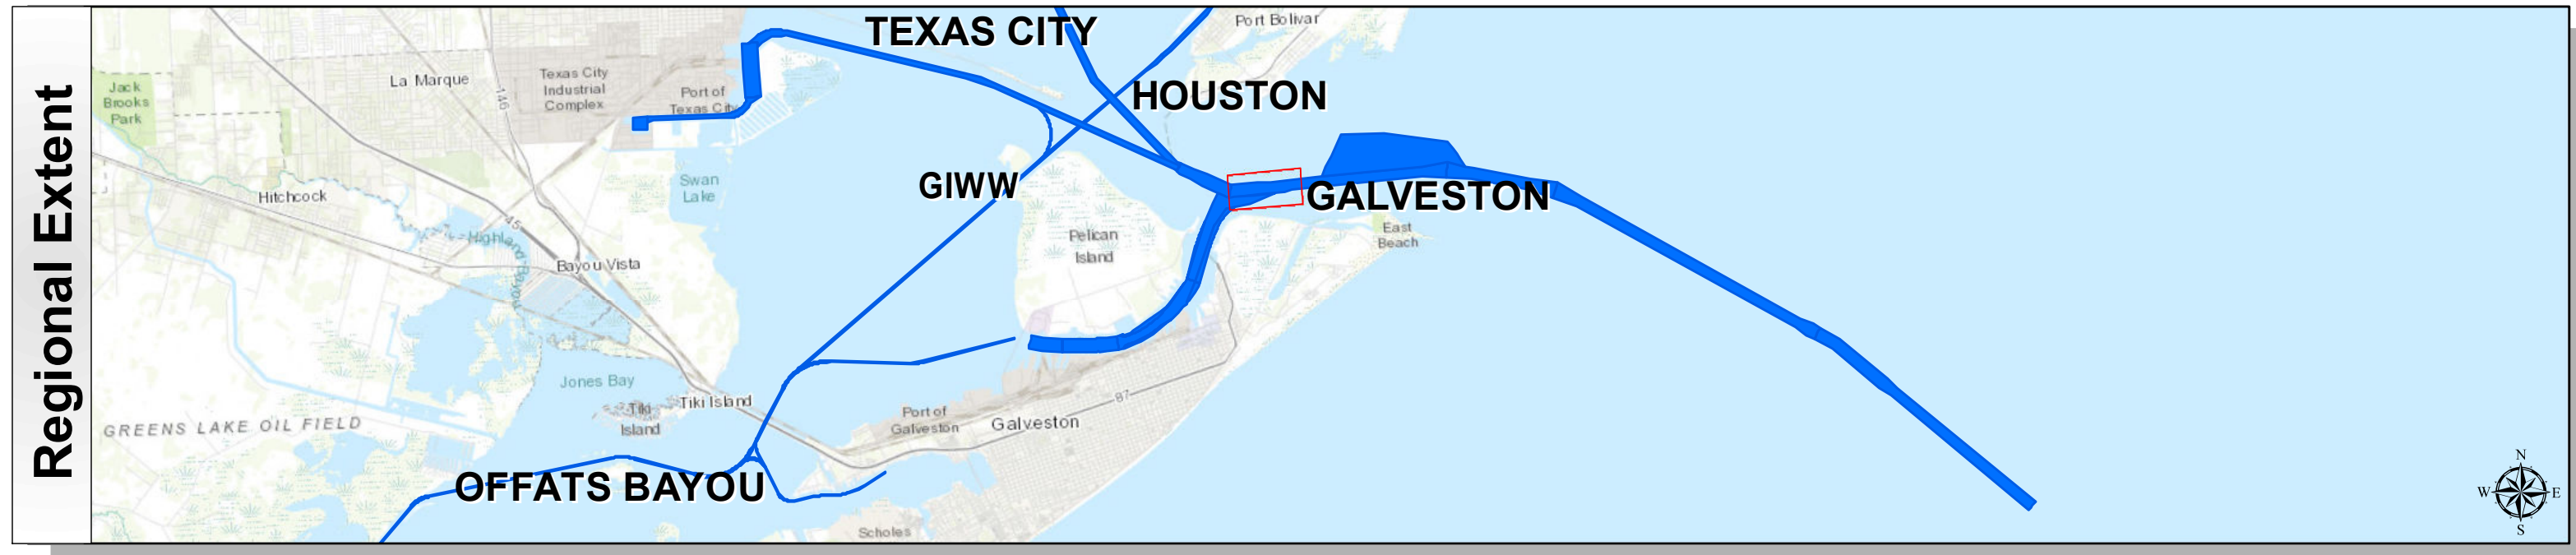 Regional Extent
TEXAS CITY
Port Bolivar
La Marque
146
Texas City
Industrial
Complex
Jack
Brooks
Park
Port of
Texas City
HOUSTON
Swan
Lake
GIWW
Hitchcock
GALVESTON
45
Highland Bayou
Pelican
Island
East
Beach
Bayou Vista
Jones Bay
Tiki Island
Tiki
Island
87
Port of
Galveston
Galveston
GREENS LAKE OIL FIELD
OFFATS BAYOU
Scholes
N
W
E
S